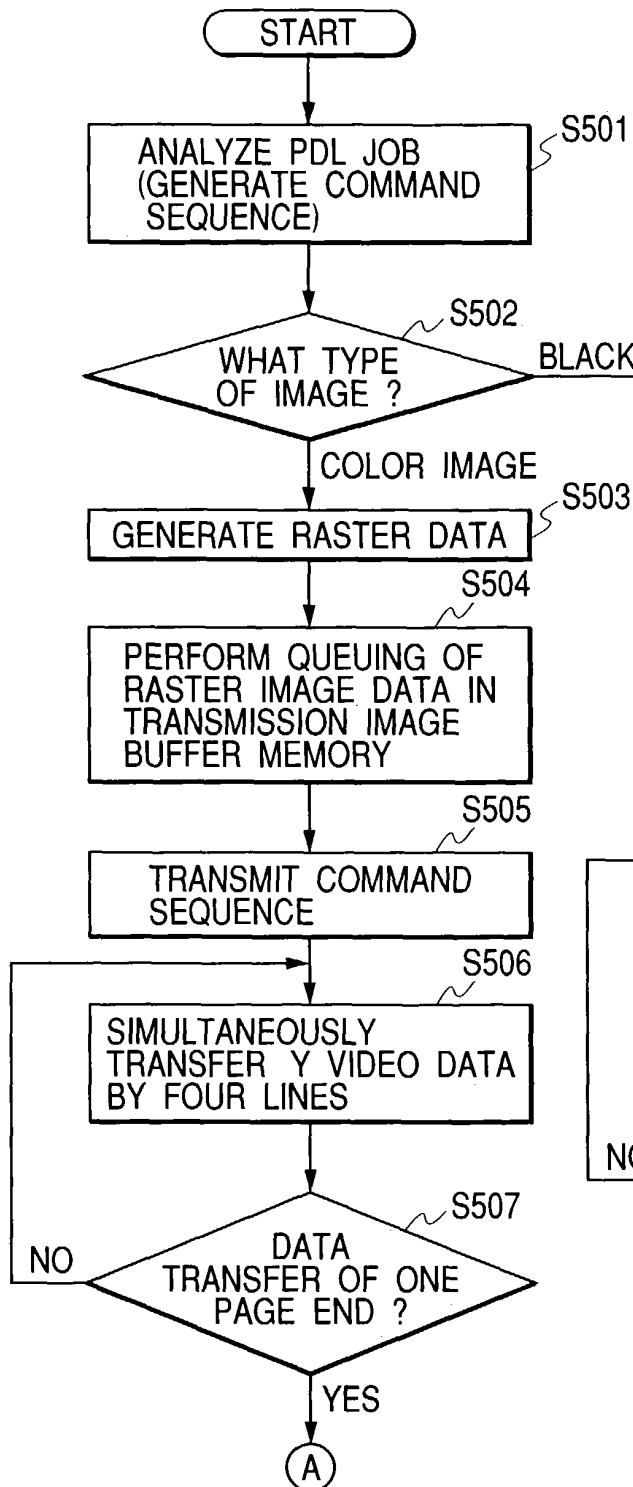 START
S501
ANALYZE PDL JOB
(GENERATE COMMAND
SEQUENCE)
S502
WHAT TYPE
OF IMAGE ?
BLACK
COLOR IMAGE
S503
GENERATE RASTER DATA
S504
PERFORM QUEUING OF
RASTER IMAGE DATA IN
TRANSMISSION IMAGE
BUFFER MEMORY
S505
TRANSMIT COMMAND
SEQUENCE
S506
SIMULTANEOUSLY
TRANSFER Y VIDEO DATA
BY FOUR LINES
S507
NO
DATA
TRANSFER OF ONE
PAGE END ?
YES
A